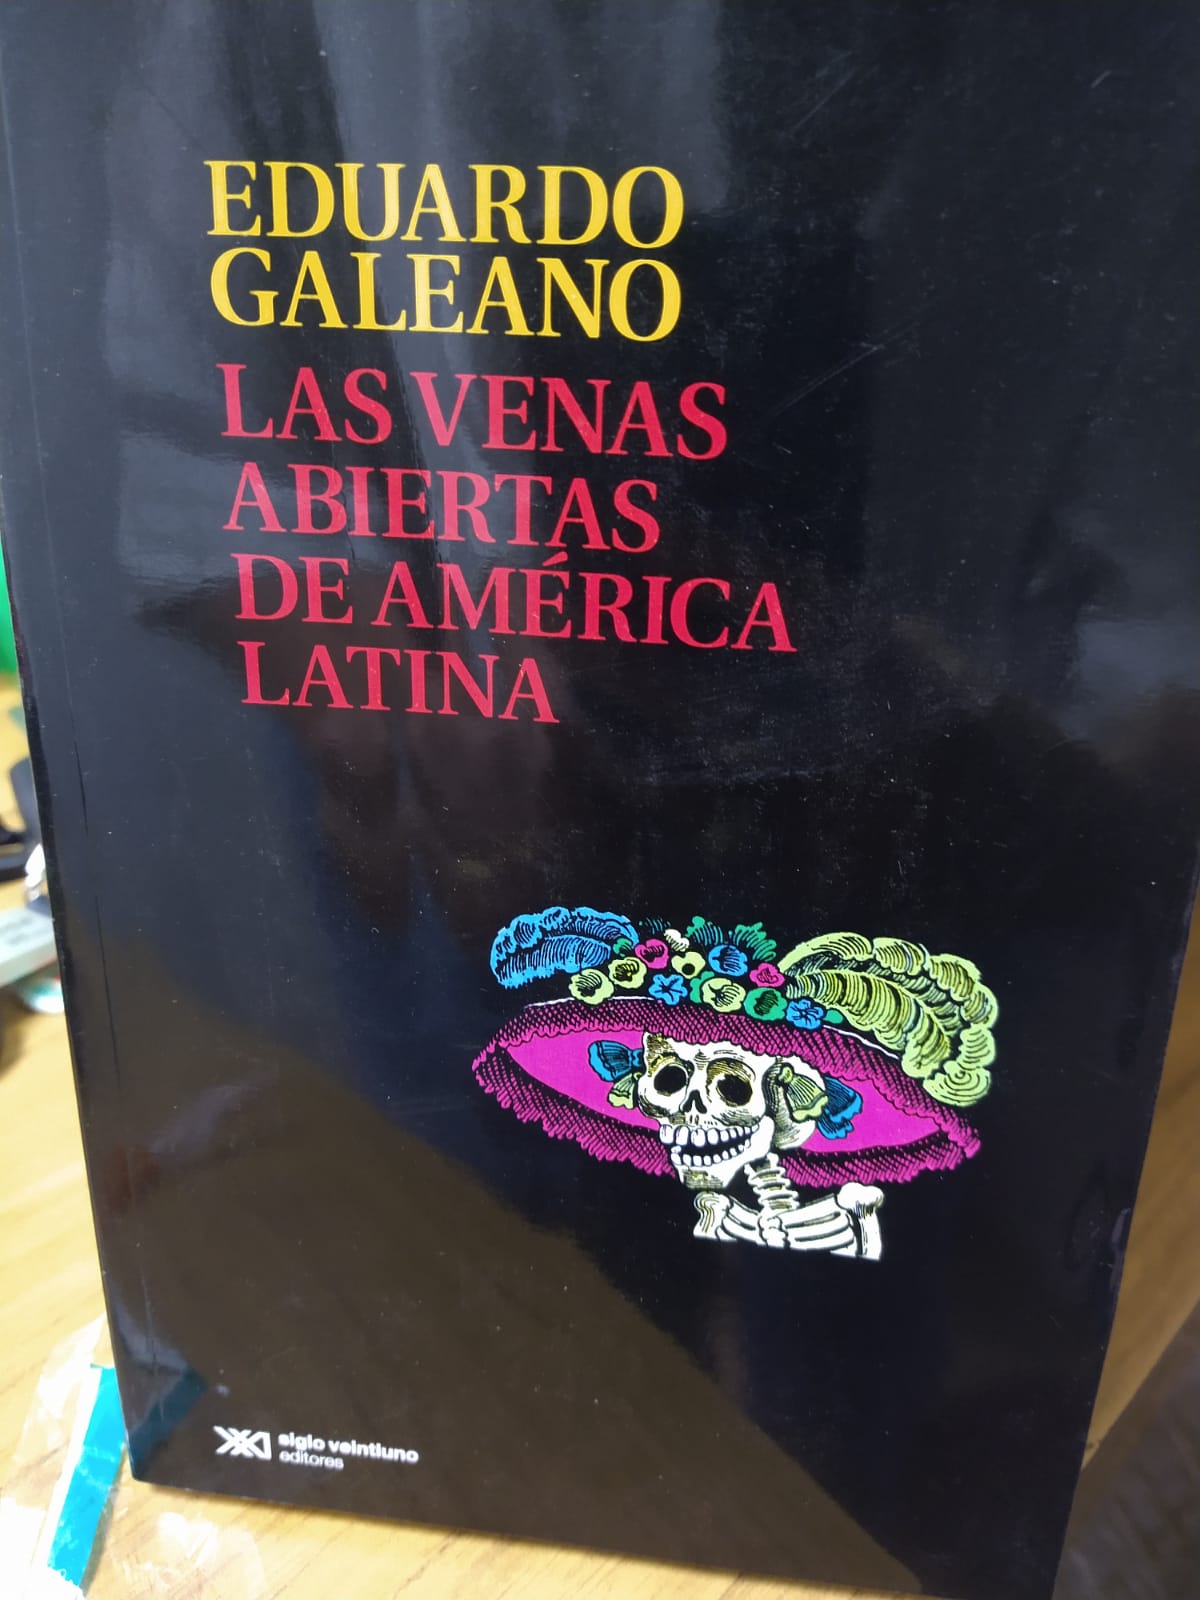 EDUARDO
GALEANO
LAS VENAS
ABIERTAS
DE AMÉRICA
LATINA
siglo veintiuno
editores